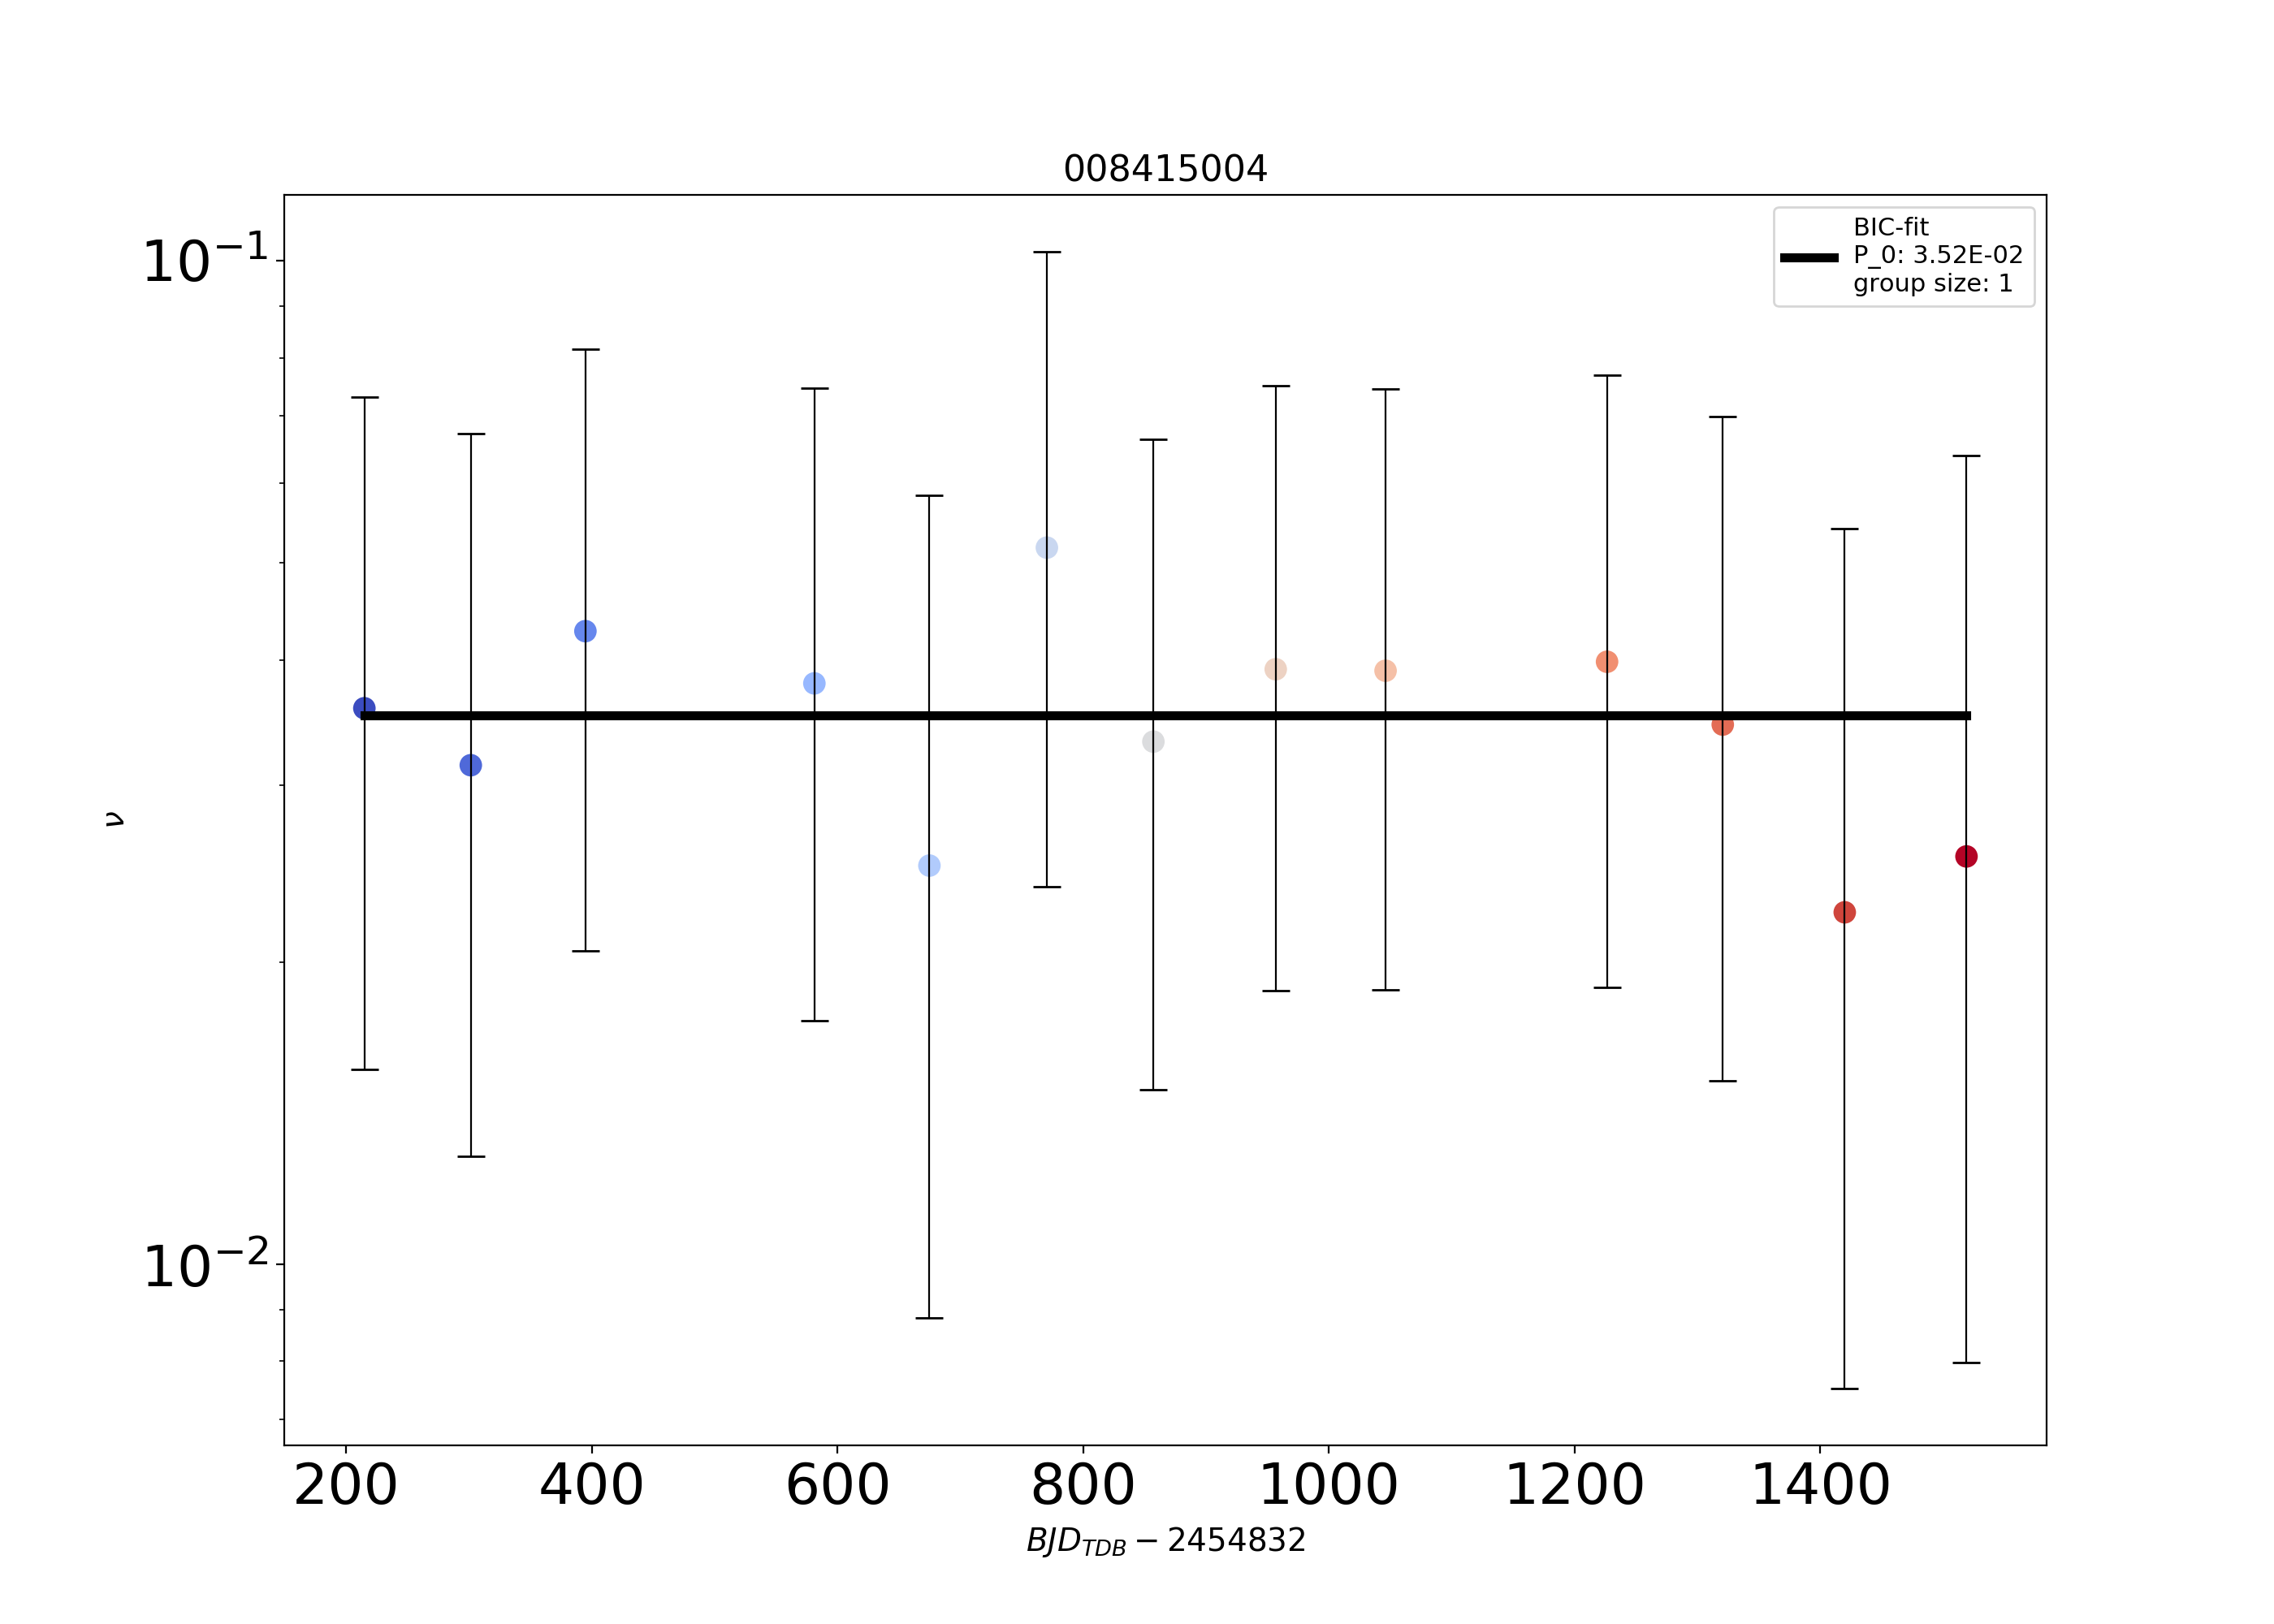 008415004
10⁻¹
BIC-fit
P_0: 3.52E-02
group size: 1
ν
10⁻²
200 400 600 800 1000 1200 1400
BJD_TDB − 2454832